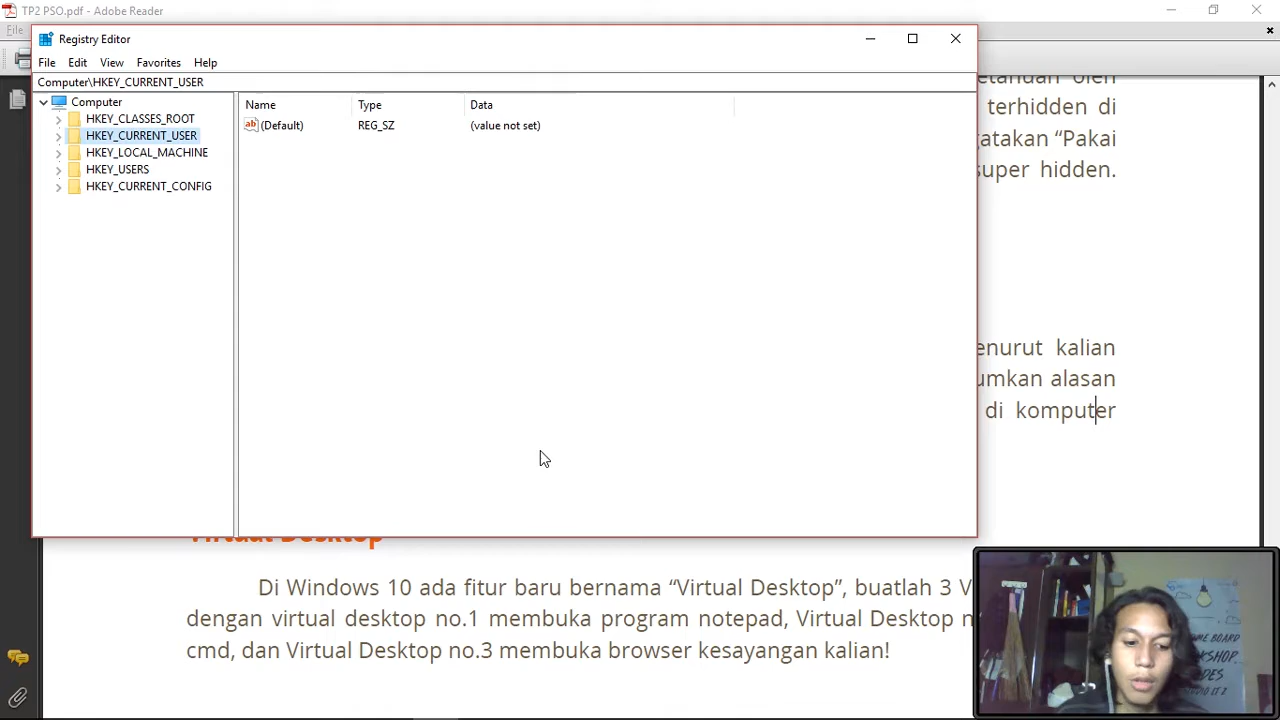 TP2 PSO.pdf - Adobe Reader
File
Registry Editor
File Edit View Favorites Help
Computer\HKEY_CURRENT_USER
Computer
HKEY_CLASSES_ROOT
HKEY_CURRENT_USER
HKEY_LOCAL_MACHINE
HKEY_USERS
HKEY_CURRENT_CONFIG
Name Type Data
ab (Default) REG_SZ (value not set)
terhidden di
gatakan “Pakai
super hidden.
enurut kalian
umkan alasan
di komputer
Virtual Desktop
Di Windows 10 ada fitur baru bernama “Virtual Desktop”, buatlah 3 V
dengan virtual desktop no.1 membuka program notepad, Virtual Desktop n
cmd, dan Virtual Desktop no.3 membuka browser kesayangan kalian!